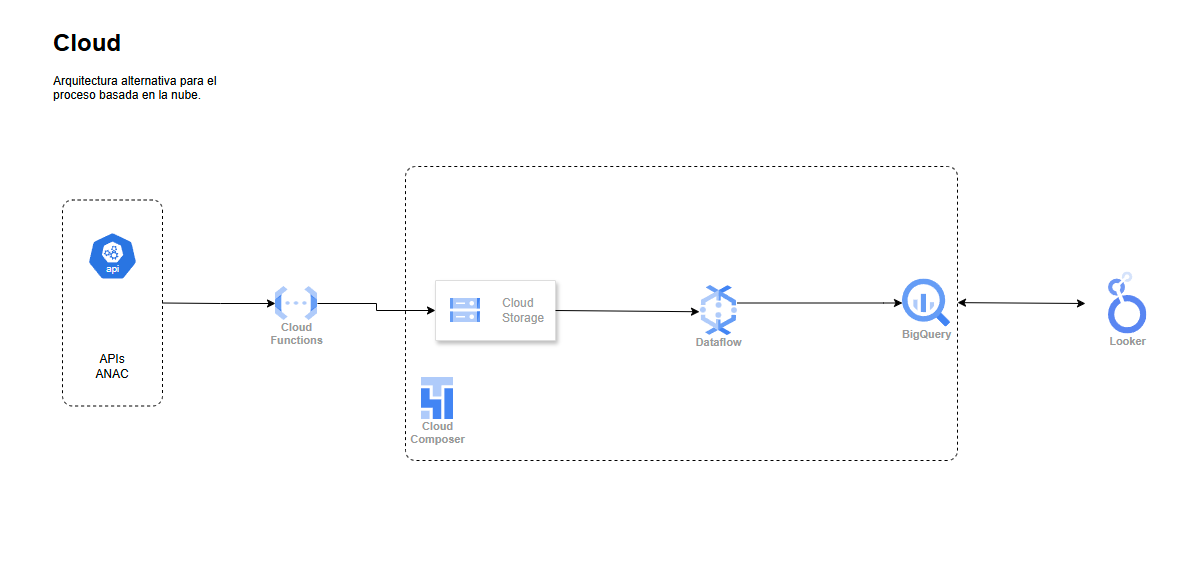 Cloud
Arquitectura alternativa para el
proceso basada en la nube.
api
APIs
ANAC
Cloud
Functions
Cloud
Storage
Cloud
Composer
Dataflow
BigQuery
Looker